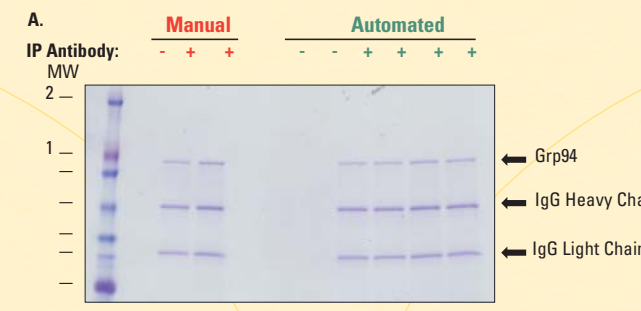 A.
Manual Automated
IP Antibody: - + + - - + + + +
MW
2
1
Grp94
IgG Heavy Cha
IgG Light Chain